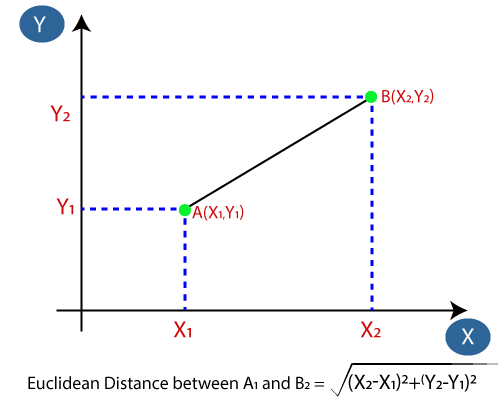 Y
Y₂
B(X₂,Y₂)
Y₁
A(X₁,Y₁)
X₁
X₂
X
Euclidean Distance between A₁ and B₂ = √(X₂-X₁)²+(Y₂-Y₁)²